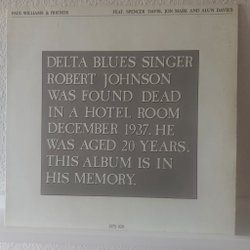 PAUL WILLIAMS & FRIENDS
FEAT. SPENCER DAVIS, JON MARK AND ALUN DAVIES
DELTA BLUES SINGER
ROBERT JOHNSON
WAS FOUND DEAD
IN A HOTEL ROOM
DECEMBER 1937. HE
WAS AGED 20 YEARS.
THIS ALBUM IS IN
HIS MEMORY.